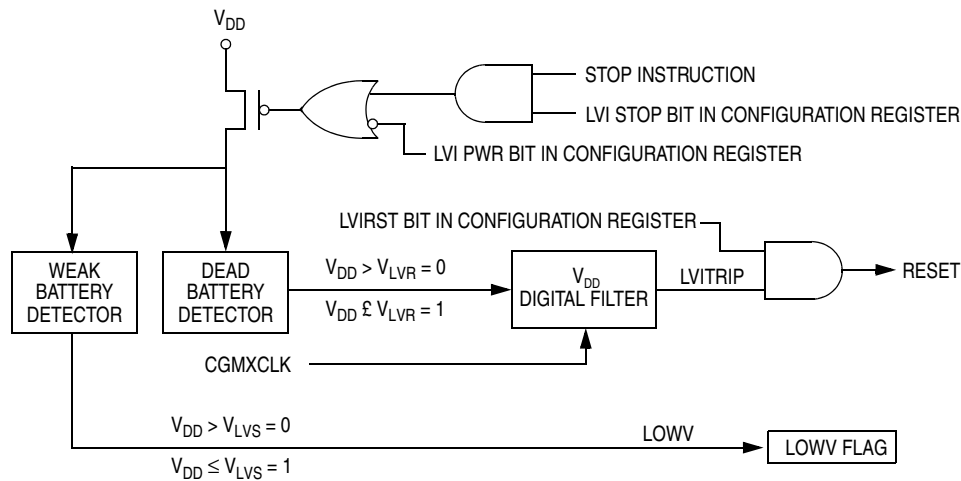 VDD
STOP INSTRUCTION
LVI STOP BIT IN CONFIGURATION REGISTER
LVI PWR BIT IN CONFIGURATION REGISTER
LVIRST BIT IN CONFIGURATION REGISTER
WEAK
BATTERY
DETECTOR
DEAD
BATTERY
DETECTOR
VDD > VLVR = 0
VDD £ VLVR = 1
VDD
DIGITAL FILTER
LVITRIP
RESET
CGMXCLK
VDD > VLVS = 0
VDD ≤ VLVS = 1
LOWV
LOWV FLAG